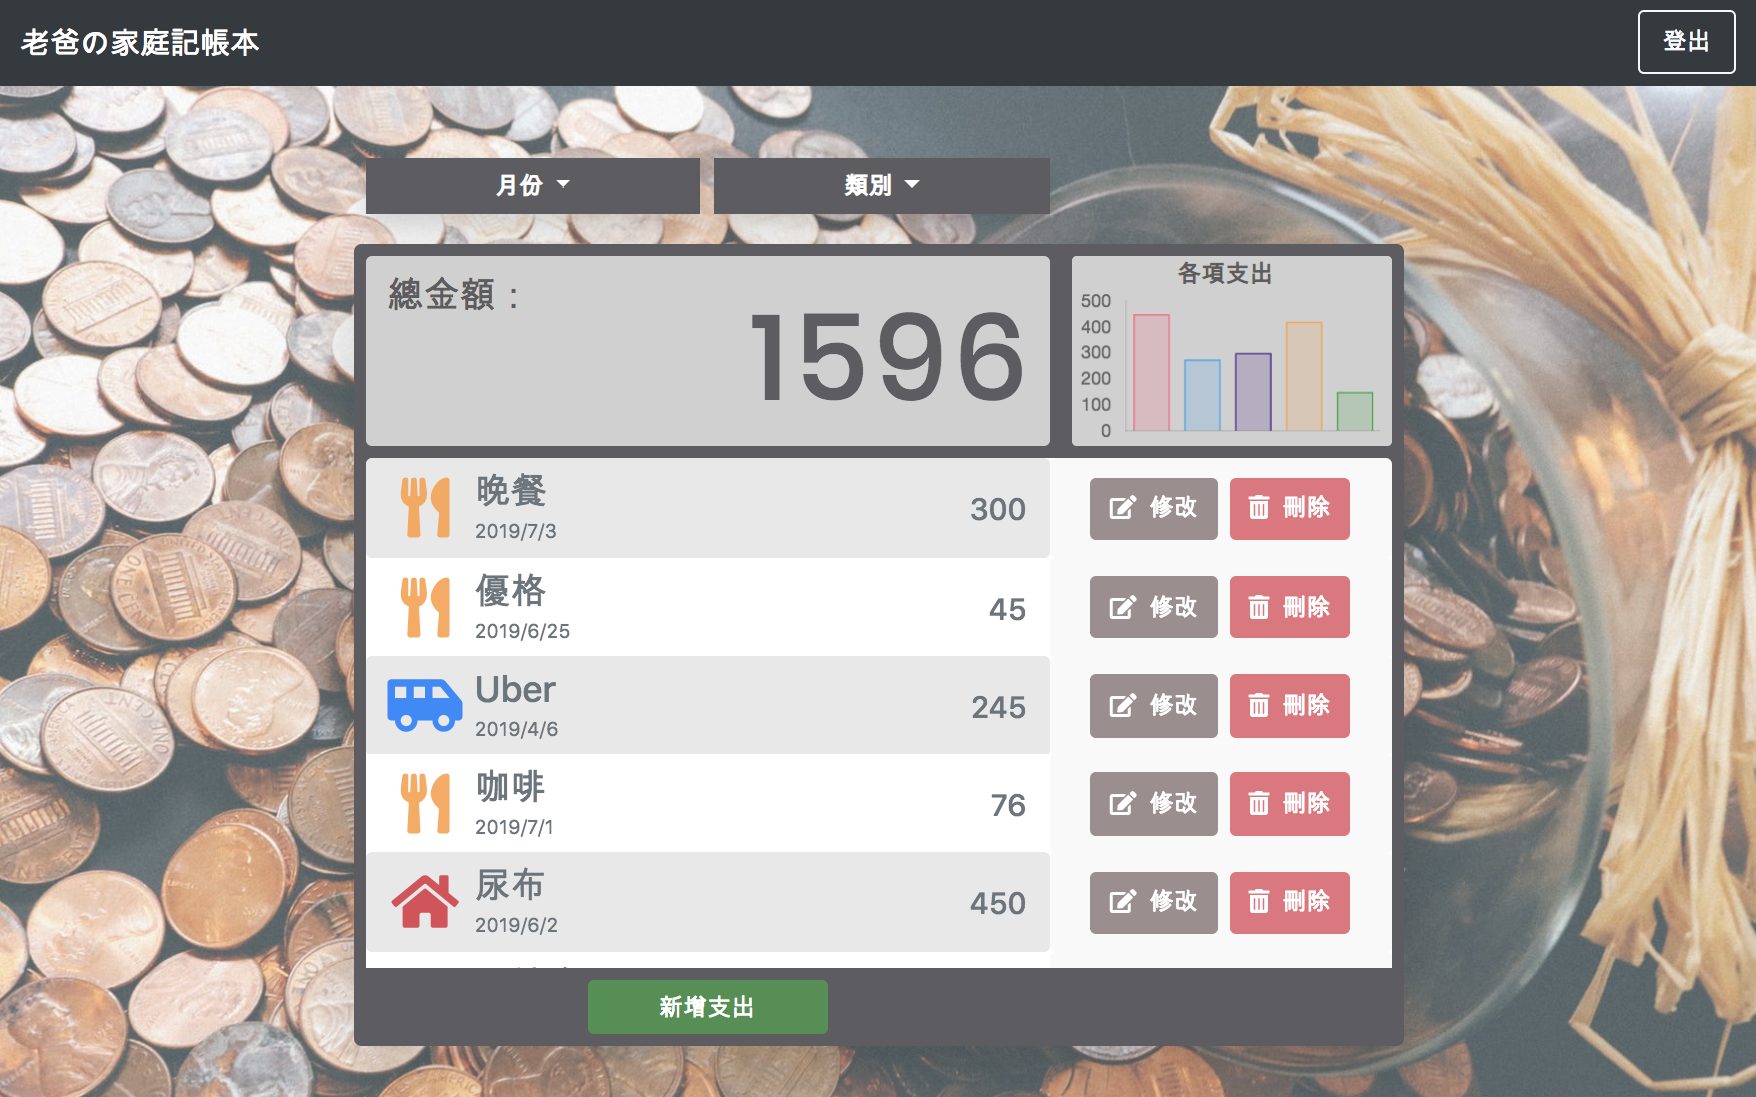 老爸の家庭記帳本
登出
月份
類別
總金額：
1596
各項支出
500
400
300
200
100
0
晚餐
2019/7/3
300
修改
刪除
優格
2019/6/25
45
修改
刪除
Uber
2019/4/6
245
修改
刪除
咖啡
2019/7/1
76
修改
刪除
尿布
2019/6/2
450
修改
刪除
新增支出